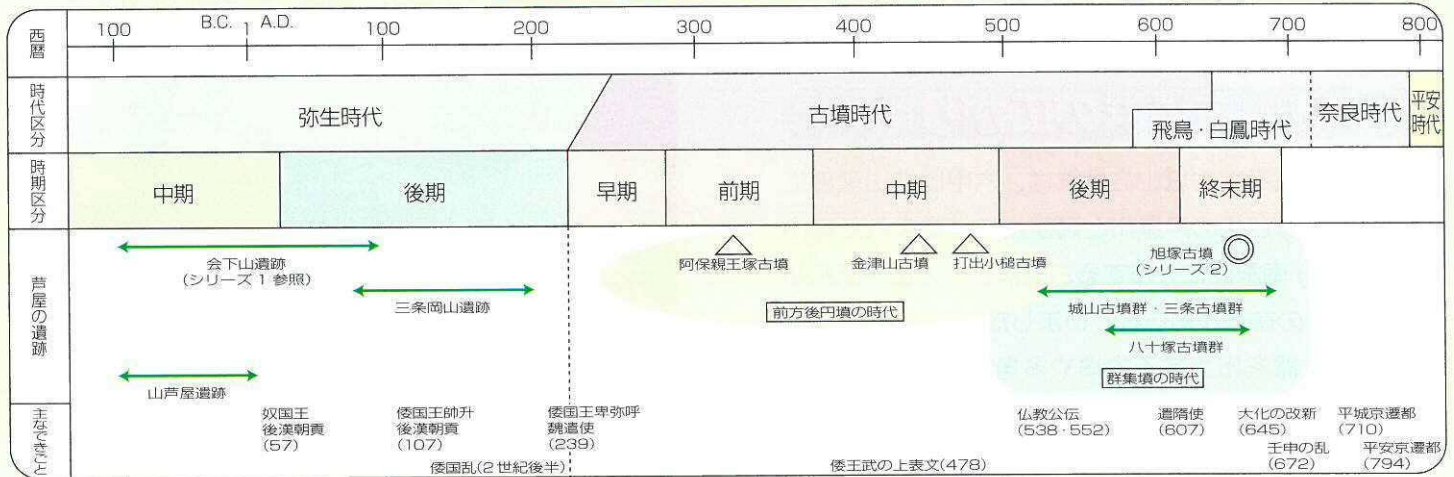 西暦
100 B.C. 1 A.D. 100 200 300 400 500 600 700 800
時代区分
弥生時代
古墳時代
飛鳥・白鳳時代
奈良時代
平安時代
時期区分
中期
後期
早期
前期
中期
後期
終末期
芦屋の遺跡
会下山遺跡
(シリーズ1参照)
三条岡山遺跡
山芦屋遺跡
阿保親王塚古墳
金津山古墳
打出小槌古墳
前方後円墳の時代
旭塚古墳
(シリーズ2)
城山古墳群・三条古墳群
八十塚古墳群
群集墳の時代
主なできごと
奴国王
後漢朝貢
(57)
倭国王帥升
後漢朝貢
(107)
倭国乱(2世紀後半)
倭国王卑弥呼
魏遣使
(239)
倭王武の上表文(478)
仏教公伝
(538・552)
遣隋使
(607)
大化の改新
(645)
壬申の乱
(672)
平城京遷都
(710)
平安京遷都
(794)